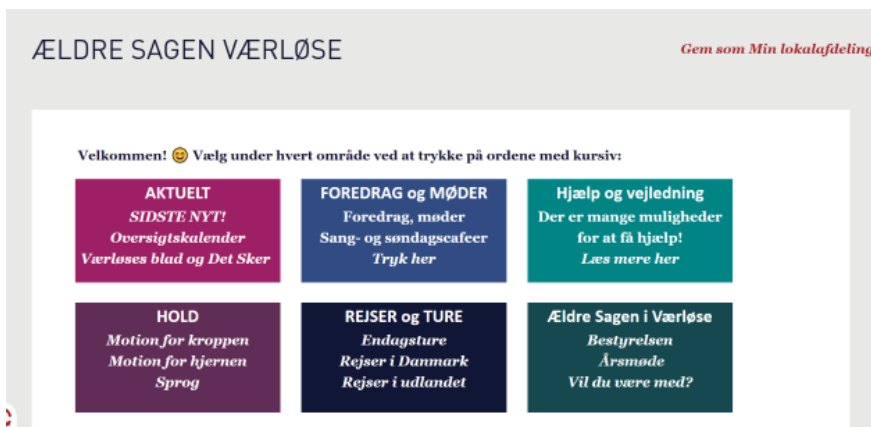 ÆLDRE SAGEN VÆRLØSE
Gem som Min lokalafdeling
Velkommen! 😊 Vælg under hvert område ved at trykke på ordene med kursiv:
AKTUELT
SIDSTE NYT!
Oversigtskalender
Værløses blad og Det Sker
FOREDRAG og MØDER
Foredrag, møder
Sang- og søndagscafeer
Tryk her
Hjælp og vejledning
Der er mange muligheder
for at få hjælp!
Læs mere her
HOLD
Motion for kroppen
Motion for hjernen
Sprog
REJSER og TURE
Endagsture
Rejser i Danmark
Rejser i udlandet
Ældre Sagen i Værløse
Bestyrelsen
Årsmøde
Vil du være med?